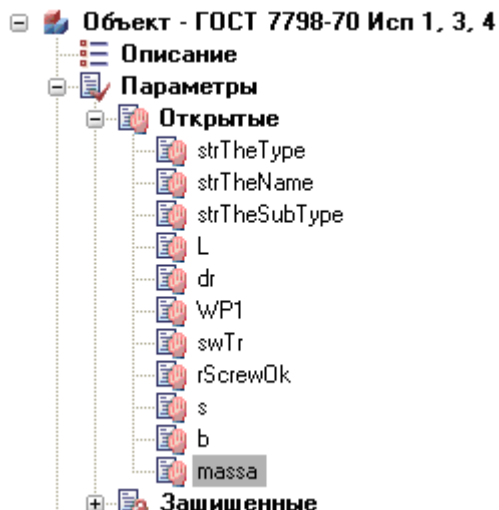 Объект - ГОСТ 7798-70 Исп 1, 3, 4
Описание
Параметры
Открытые
strTheType
strTheName
strTheSubType
L
dr
WP1
swTr
rScrewOk
s
b
massa
Защищенные